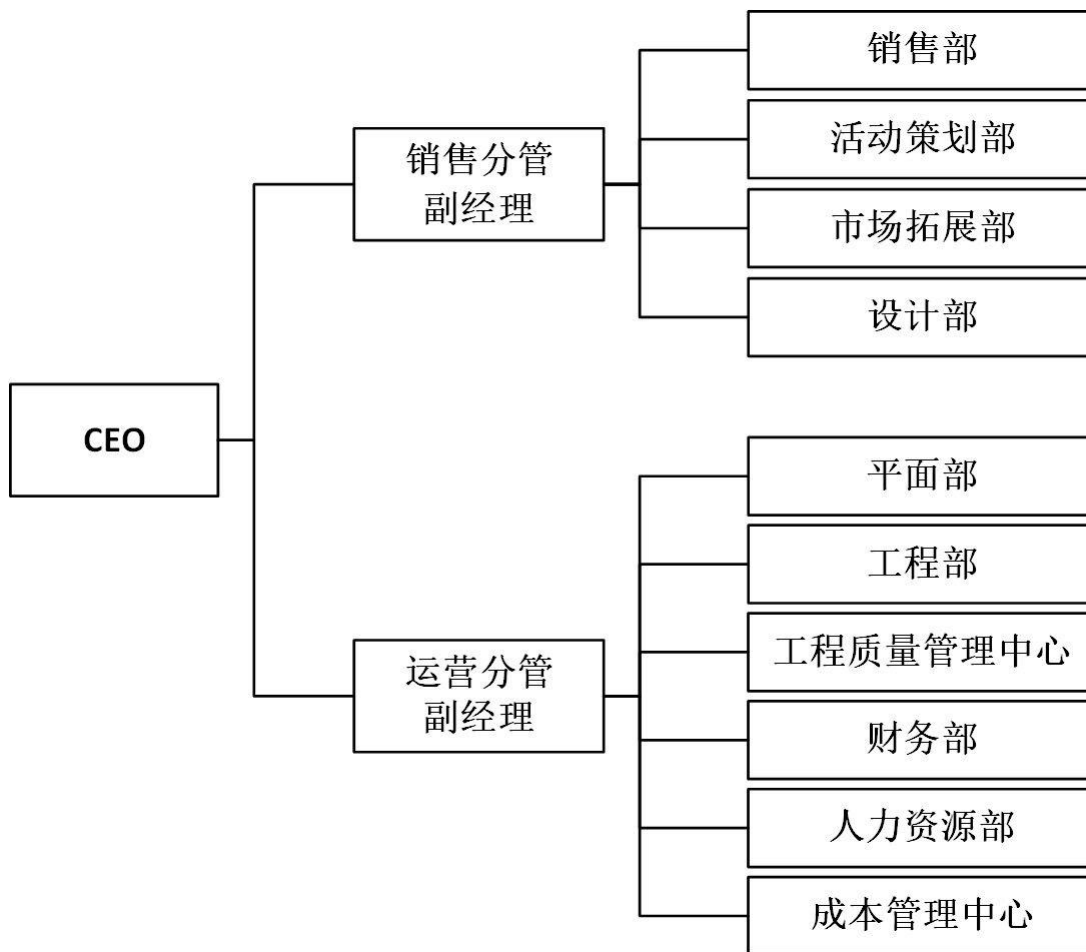 销售部
活动策划部
销售分管
副经理
市场拓展部
设计部
CEO
平面部
工程部
工程质量管理中心
运营分管
副经理
财务部
人力资源部
成本管理中心